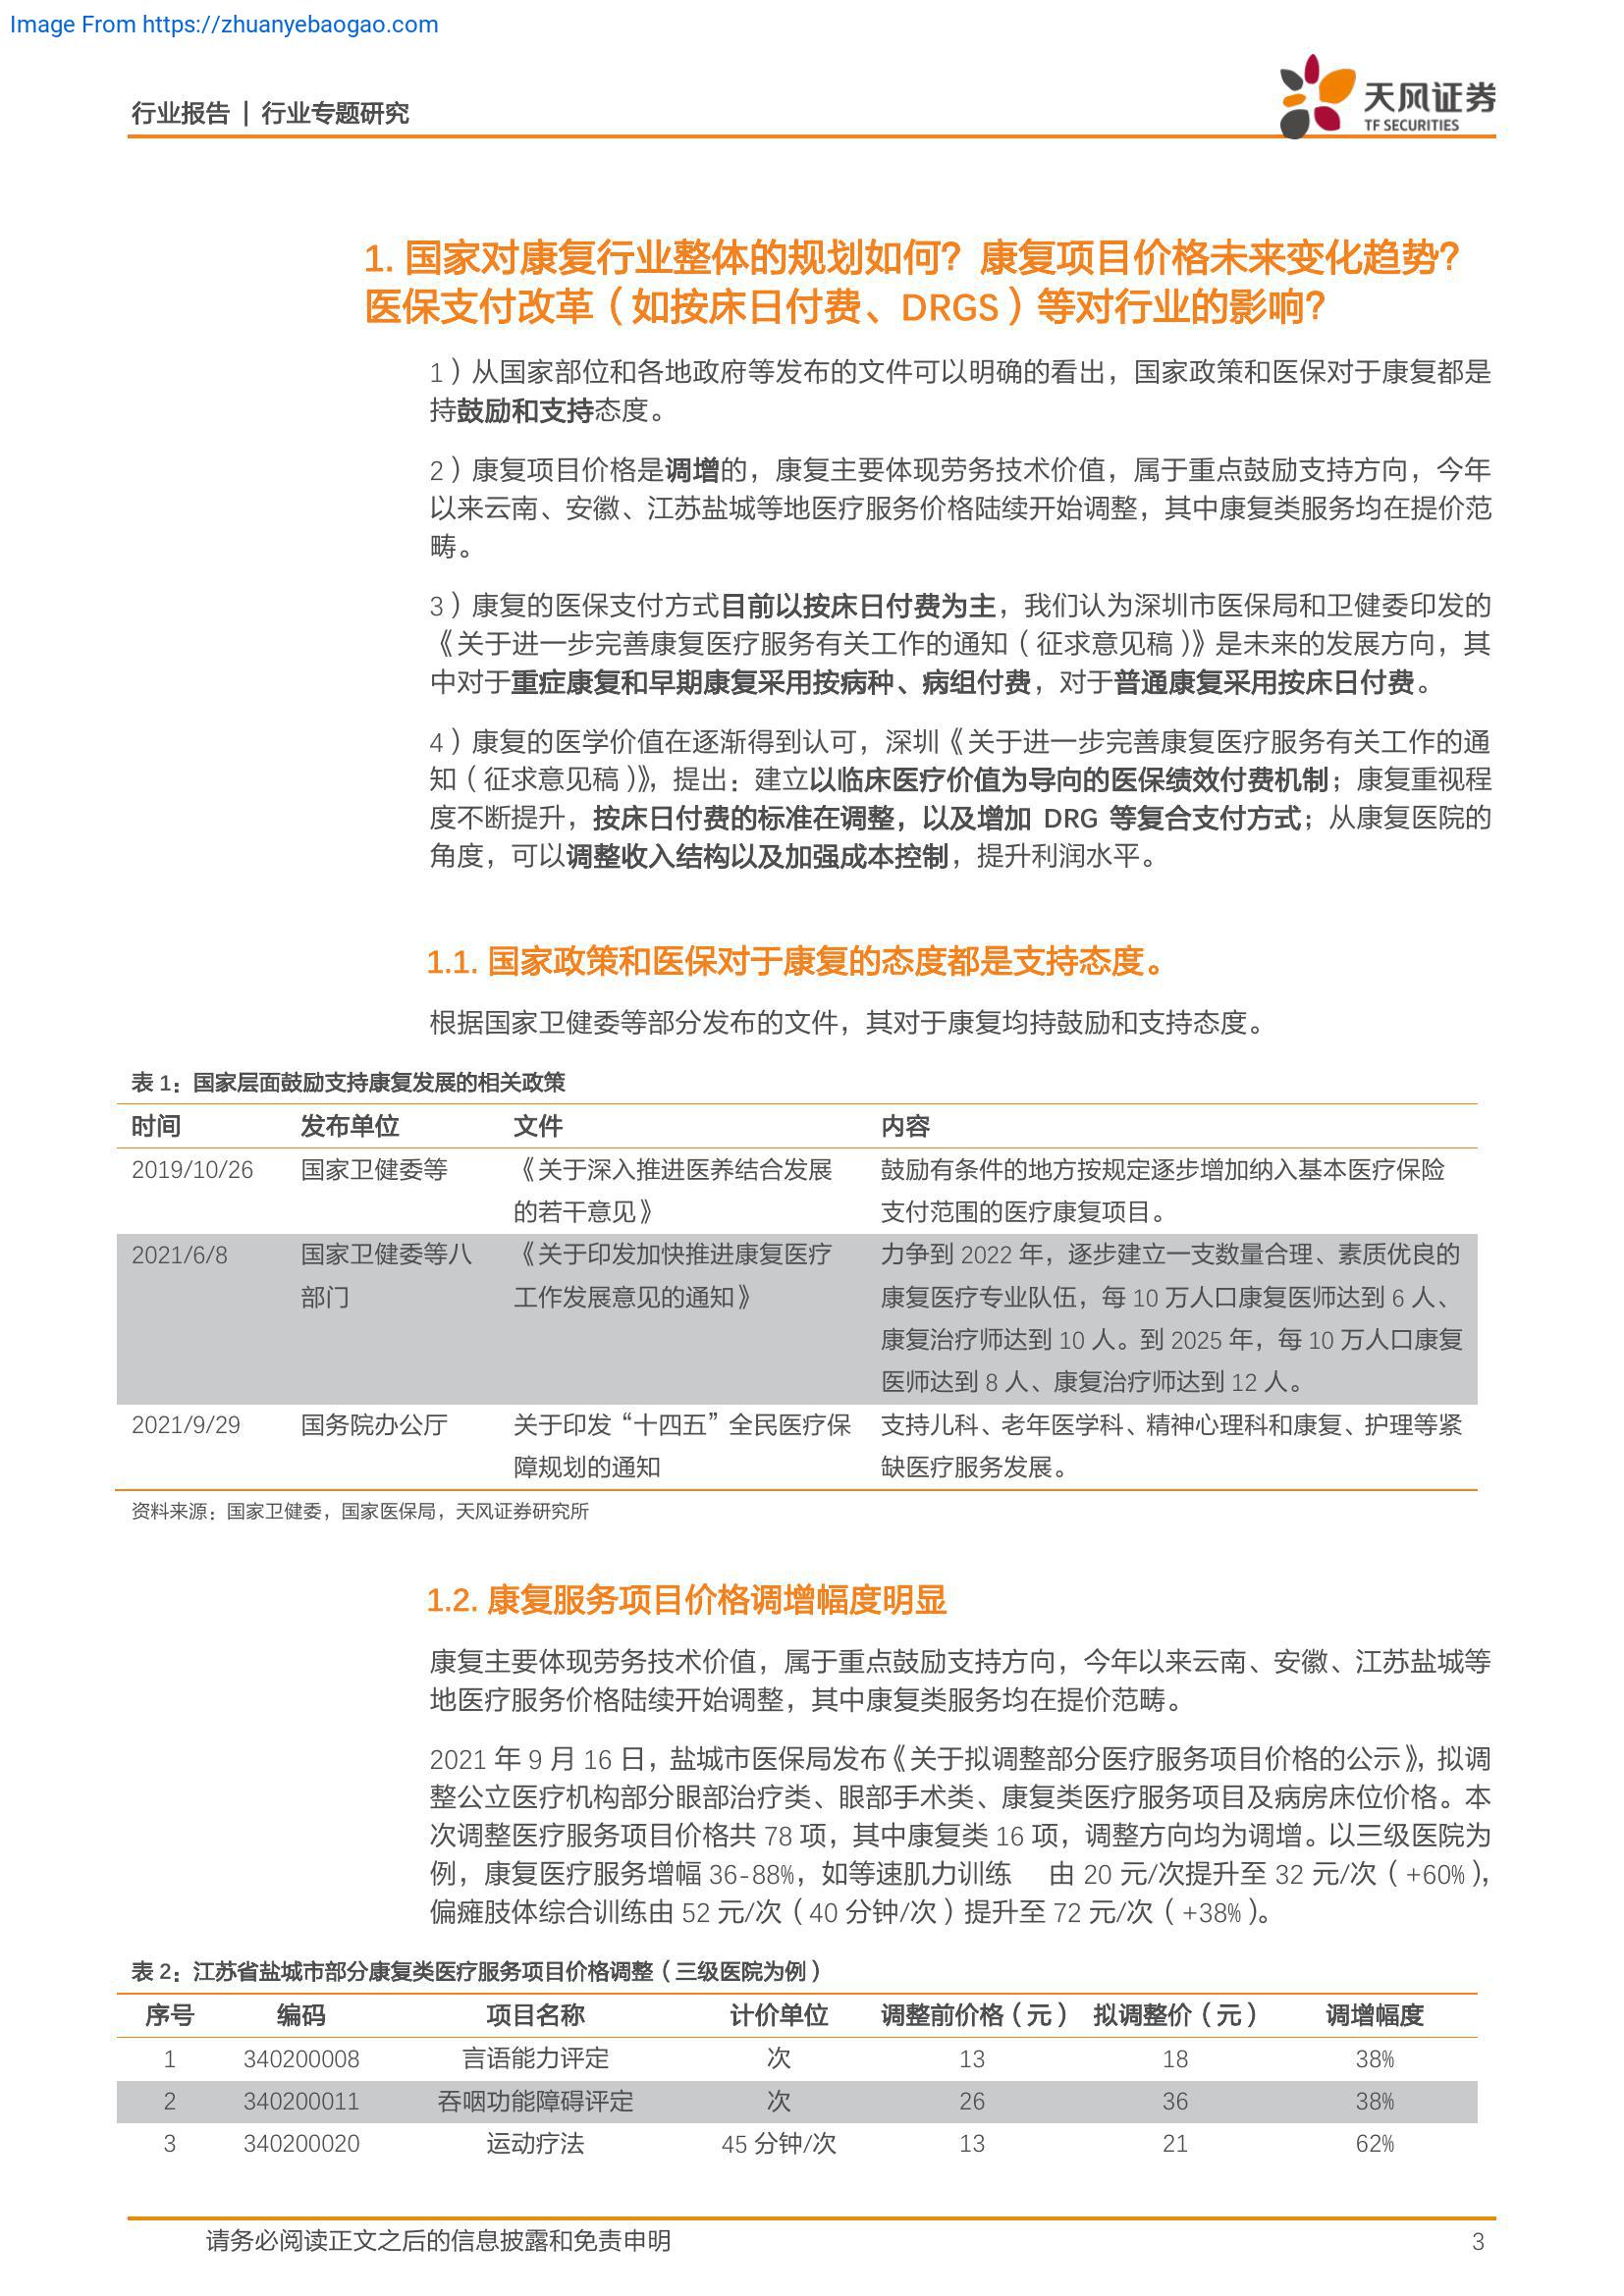 Image From https://zhuanyebaogao.com
行业报告 | 行业专题研究
天风证券
TF SECURITIES
1. 国家对康复行业整体的规划如何？康复项目价格未来变化趋势？
医保支付改革（如按床日付费、DRGS）等对行业的影响？
1）从国家部位和各地政府等发布的文件可以明确的看出，国家政策和医保对于康复都是
持鼓励和支持态度。
2）康复项目价格是调增的，康复主要体现劳务技术价值，属于重点鼓励支持方向，今年
以来云南、安徽、江苏盐城等地医疗服务价格陆续开始调整，其中康复类服务均在提价范
畴。
3）康复的医保支付方式目前以按床日付费为主，我们认为深圳市医保局和卫健委印发的
《关于进一步完善康复医疗服务有关工作的通知（征求意见稿）》是未来的发展方向，其
中对于重症康复和早期康复采用按病种、病组付费，对于普通康复采用按床日付费。
4）康复的医学价值在逐渐得到认可，深圳《关于进一步完善康复医疗服务有关工作的通
知（征求意见稿）》，提出：建立以临床医疗价值为导向的医保绩效付费机制；康复重视程
度不断提升，按床日付费的标准在调整，以及增加 DRG 等复合支付方式；从康复医院的
角度，可以调整收入结构以及加强成本控制，提升利润水平。
1.1. 国家政策和医保对于康复的态度都是支持态度。
根据国家卫健委等部分发布的文件，其对于康复均持鼓励和支持态度。
表 1：国家层面鼓励支持康复发展的相关政策
时间 发布单位 文件 内容
2019/10/26 国家卫健委等 《关于深入推进医养结合发展 鼓励有条件的地方按规定逐步增加纳入基本医疗保险
的若干意见》 支付范围的医疗康复项目。
2021/6/8 国家卫健委等八 《关于印发加快推进康复医疗 力争到 2022 年，逐步建立一支数量合理、素质优良的
部门 工作发展意见的通知》 康复医疗专业队伍，每 10 万人口康复医师达到 6 人、
康复治疗师达到 10 人。到 2025 年，每 10 万人口康复
医师达到 8 人、康复治疗师达到 12 人。
2021/9/29 国务院办公厅 关于印发“十四五”全民医疗保 支持儿科、老年医学科、精神心理科和康复、护理等紧
障规划的通知 缺医疗服务发展。
资料来源：国家卫健委，国家医保局，天风证券研究所
1.2. 康复服务项目价格调增幅度明显
康复主要体现劳务技术价值，属于重点鼓励支持方向，今年以来云南、安徽、江苏盐城等
地医疗服务价格陆续开始调整，其中康复类服务均在提价范畴。
2021 年 9 月 16 日，盐城市医保局发布《关于拟调整部分医疗服务项目价格的公示》，拟调
整公立医疗机构部分眼部治疗类、眼部手术类、康复类医疗服务项目及病房床位价格。本
次调整医疗服务项目价格共 78 项，其中康复类 16 项，调整方向均为调增。以三级医院为
例，康复医疗服务增幅 36-88%，如等速肌力训练 由 20 元/次提升至 32 元/次（+60%），
偏瘫肢体综合训练由 52 元/次（40 分钟/次）提升至 72 元/次（+38%）。
表 2：江苏省盐城市部分康复类医疗服务项目价格调整（三级医院为例）
序号 编码 项目名称 计价单位 调整前价格（元） 拟调整价（元） 调增幅度
1 340200008 言语能力评定 次 13 18 38%
2 340200011 吞咽功能障碍评定 次 26 36 38%
3 340200020 运动疗法 45 分钟/次 13 21 62%
请务必阅读正文之后的信息披露和免责申明 3